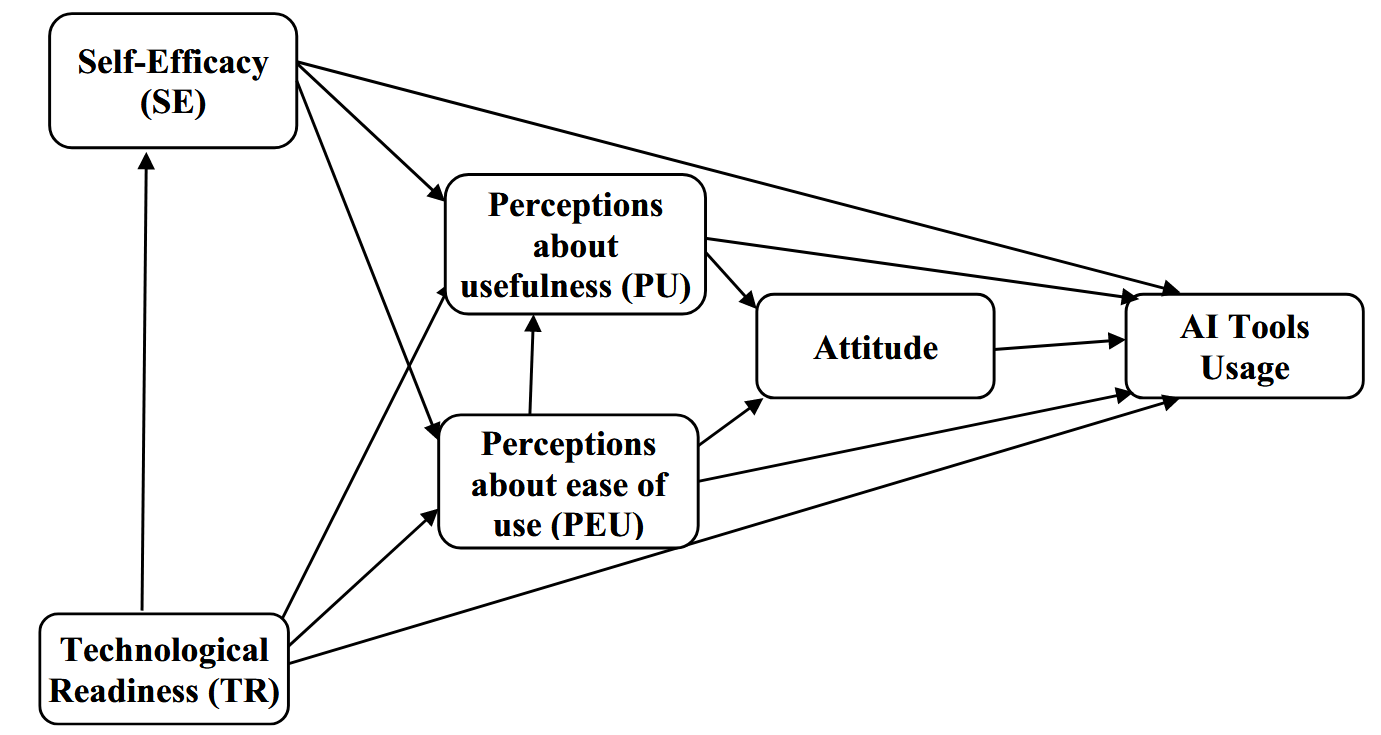 Self-Efficacy
(SE)
Perceptions
about
usefulness (PU)
Attitude
AI Tools
Usage
Perceptions
about ease of
use (PEU)
Technological
Readiness (TR)